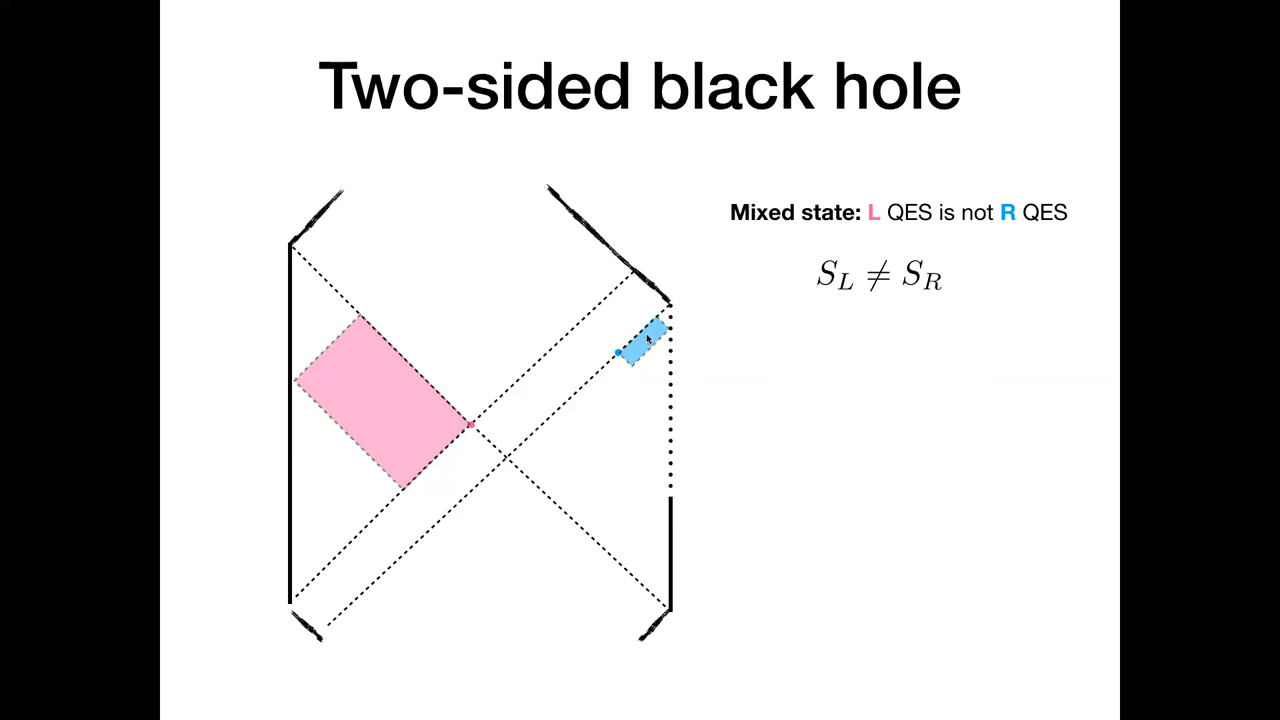 Two-sided black hole
Mixed state: L QES is not R QES
S_L ≠ S_R